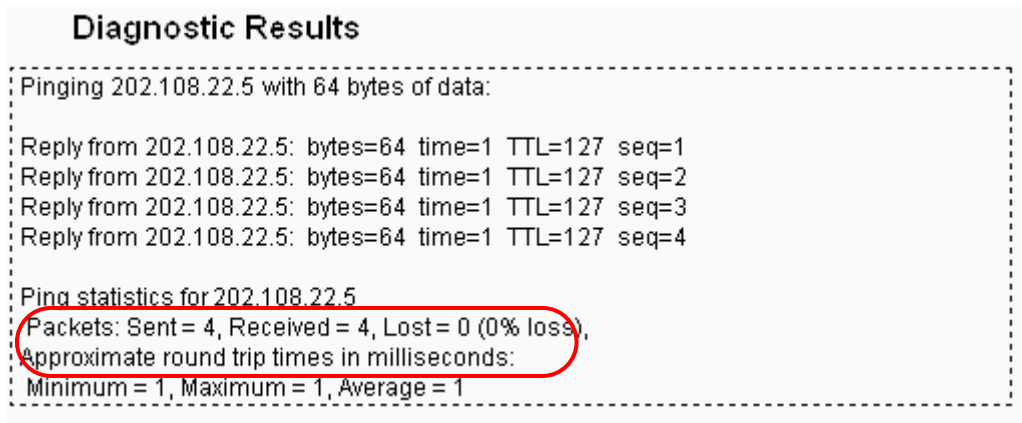 Diagnostic Results
Pinging 202.108.22.5 with 64 bytes of data:
Reply from 202.108.22.5: bytes=64 time=1 TTL=127 seq=1
Reply from 202.108.22.5: bytes=64 time=1 TTL=127 seq=2
Reply from 202.108.22.5: bytes=64 time=1 TTL=127 seq=3
Reply from 202.108.22.5: bytes=64 time=1 TTL=127 seq=4
Ping statistics for 202.108.22.5
Packets: Sent = 4, Received = 4, Lost = 0 (0% loss),
Approximate round trip times in milliseconds:
Minimum = 1, Maximum = 1, Average = 1